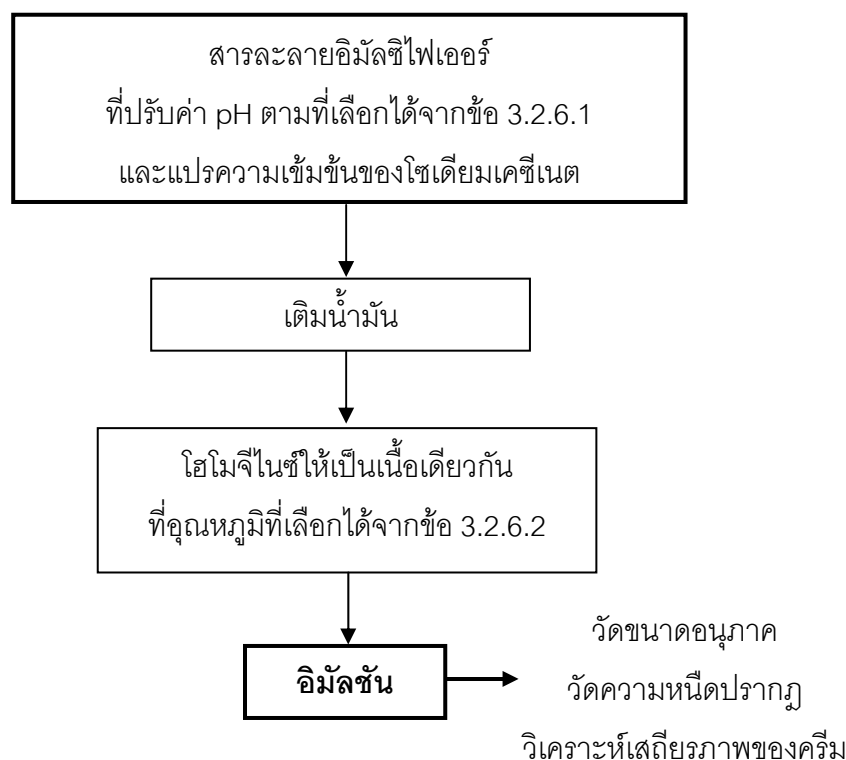 สารละลายอิมัลซิไฟเออร์
ที่ปรับค่า pH ตามที่เลือกได้จากข้อ 3.2.6.1
และแปรความเข้มข้นของโซเดียมเคซีเนต
เติมน้ำมัน
โฮโมจีไนซ์ให้เป็นเนื้อเดียวกัน
ที่อุณหภูมิที่เลือกได้จากข้อ 3.2.6.2
อิมัลชัน
วัดขนาดอนุภาค
วัดความหนืดปรากฏ
วิเคราะห์เสถียรภาพของครีม